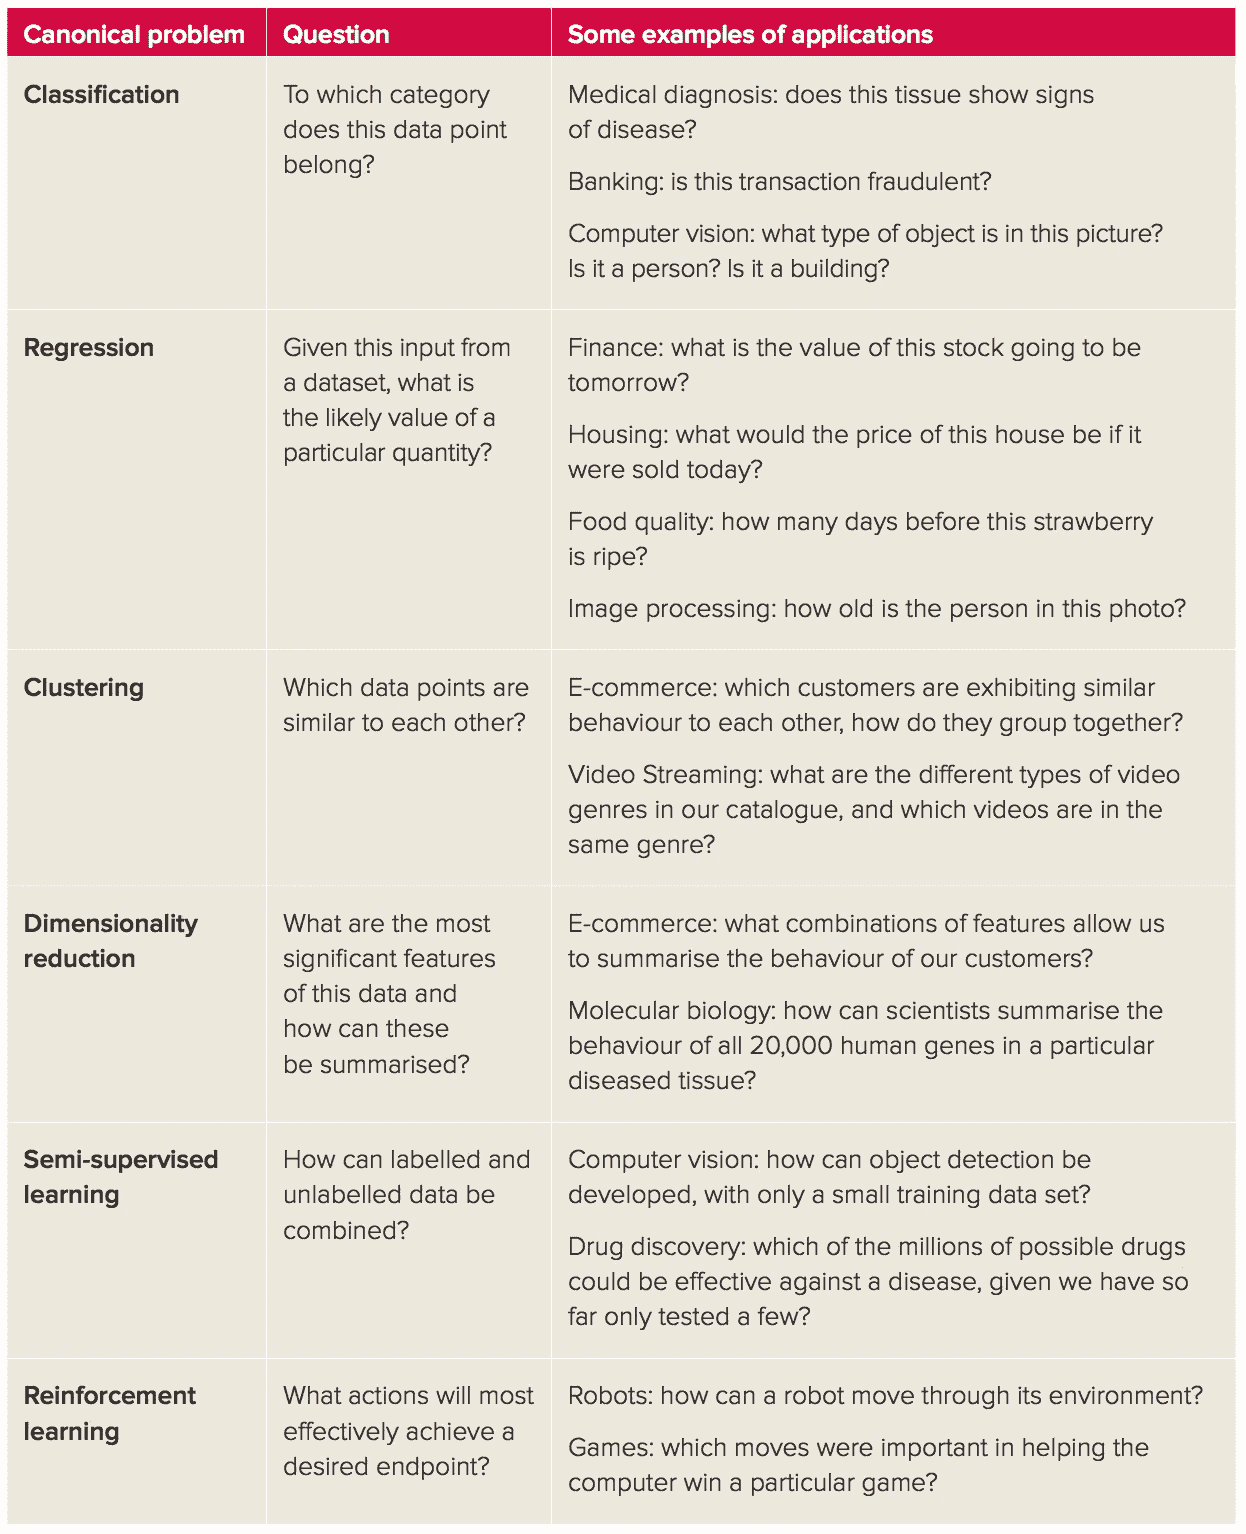 Canonical problem
Question
Some examples of applications
Classification
To which category
does this data point
belong?
Medical diagnosis: does this tissue show signs
of disease?
Banking: is this transaction fraudulent?
Computer vision: what type of object is in this picture?
Is it a person? Is it a building?
Regression
Given this input from
a dataset, what is
the likely value of a
particular quantity?
Finance: what is the value of this stock going to be
tomorrow?
Housing: what would the price of this house be if it
were sold today?
Food quality: how many days before this strawberry
is ripe?
Image processing: how old is the person in this photo?
Clustering
Which data points are
similar to each other?
E-commerce: which customers are exhibiting similar
behaviour to each other, how do they group together?
Video Streaming: what are the different types of video
genres in our catalogue, and which videos are in the
same genre?
Dimensionality
reduction
What are the most
significant features
of this data and
how can these
be summarised?
E-commerce: what combinations of features allow us
to summarise the behaviour of our customers?
Molecular biology: how can scientists summarise the
behaviour of all 20,000 human genes in a particular
diseased tissue?
Semi-supervised
learning
How can labelled and
unlabelled data be
combined?
Computer vision: how can object detection be
developed, with only a small training data set?
Drug discovery: which of the millions of possible drugs
could be effective against a disease, given we have so
far only tested a few?
Reinforcement
learning
What actions will most
effectively achieve a
desired endpoint?
Robots: how can a robot move through its environment?
Games: which moves were important in helping the
computer win a particular game?